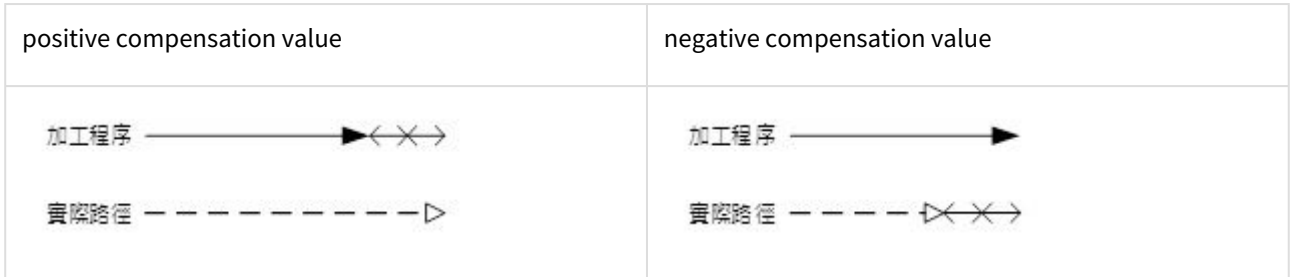 positive compensation value
negative compensation value
加工程序
加工程序
實際路徑
實際路徑